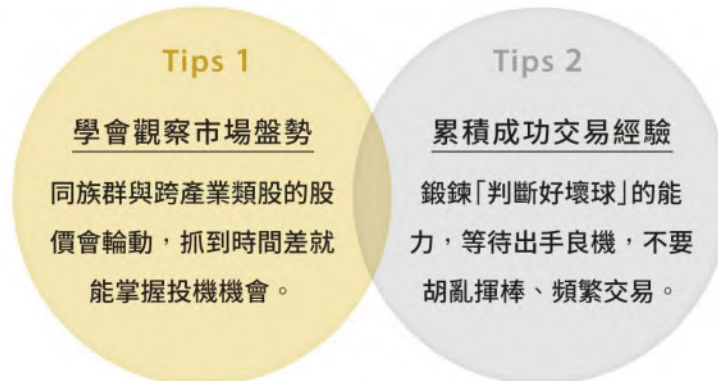 Tips 1
學會觀察市場盤勢
同族群與跨產業類股的股
價會輪動，抓到時間差就
能掌握投機機會。
Tips 2
累積成功交易經驗
鍛鍊「判斷好壞球」的能
力，等待出手良機，不要
胡亂揮棒、頻繁交易。